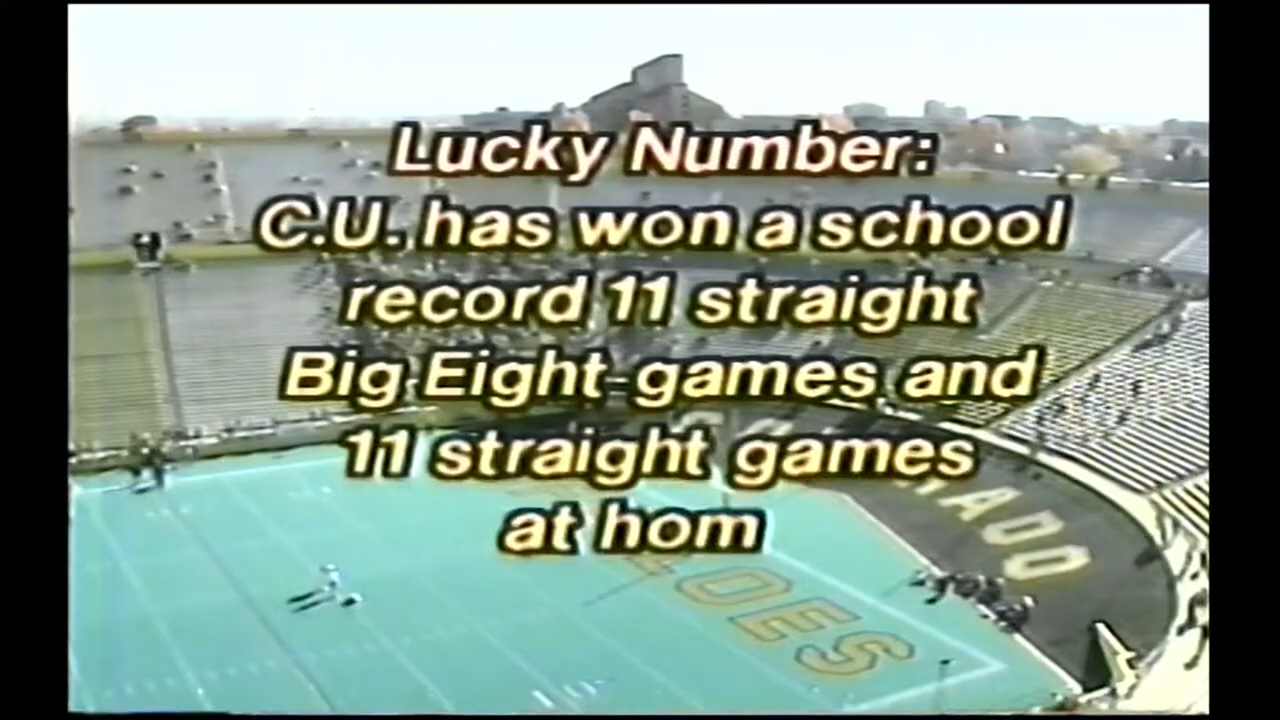 Lucky Number:
C.U. has won a school
record 11 straight
Big Eight games and
11 straight games
at hom